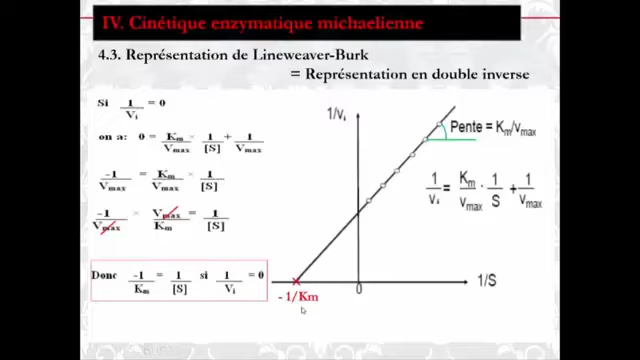 IV. Cinétique enzymatique michaelienne
4.3. Représentation de Lineweaver-Burk
= Représentation en double inverse
Si 1/Vi = 0
on a: 0 = Km/Vmax × 1/[S] + 1/Vmax
-1/Vmax = Km/Vmax × 1/[S]
-1/Vmax × Vmax/Km = 1/[S]
Donc -1/Km = 1/[S] si 1/Vi = 0
1/vi
Pente = Km/vmax
1/vi = Km/vmax · 1/S + 1/vmax
- 1/Km
0
1/S